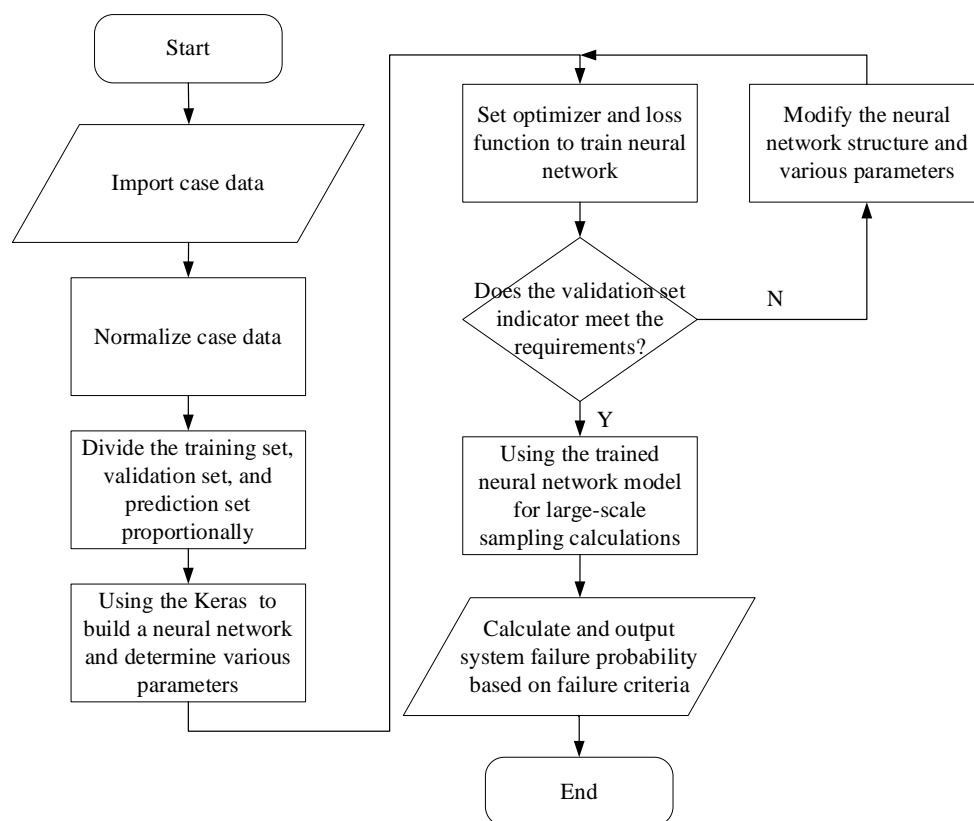 Start
Import case data
Normalize case data
Divide the training set,
validation set, and
prediction set
proportionally
Using the Keras to
build a neural network
and determine various
parameters
Set optimizer and loss
function to train neural
network
Modify the neural
network structure and
various parameters
Does the validation set
indicator meet the
requirements?
N
Y
Using the trained
neural network model
for large-scale
sampling calculations
Calculate and output
system failure probability
based on failure criteria
End